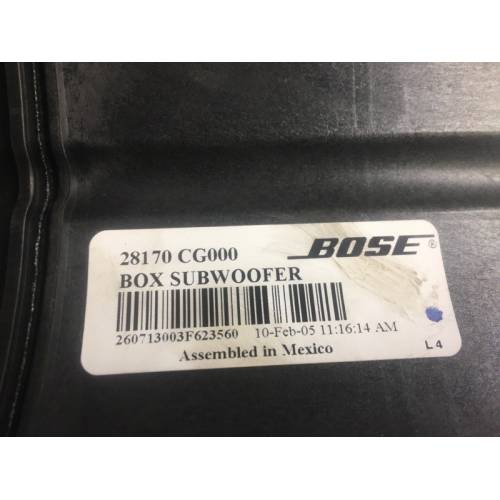 28170 CG000
BOSE®
BOX SUBWOOFER
260713003F623560 10-Feb-05 11:16:14 AM
Assembled in Mexico
L4